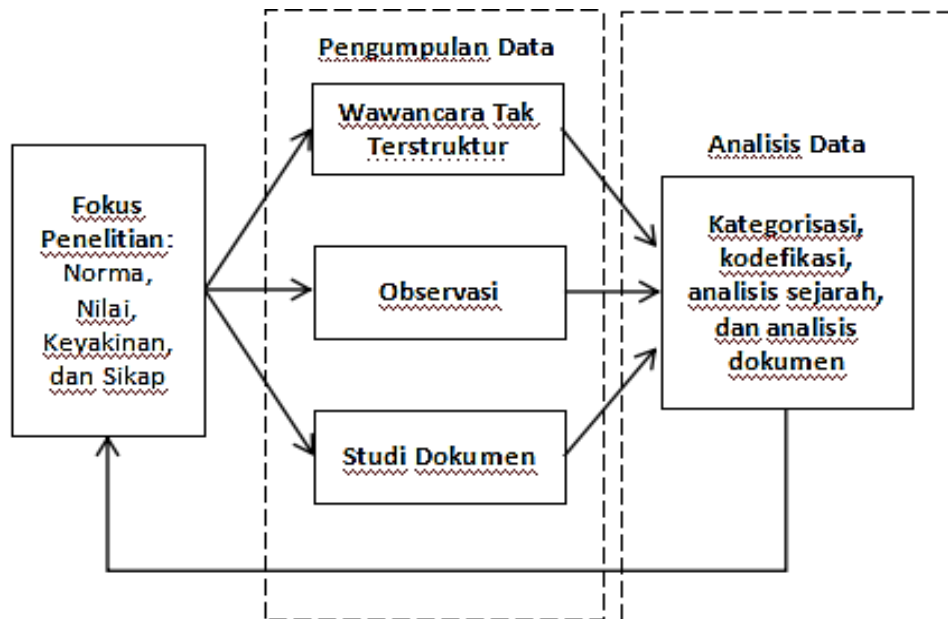 Fokus
Penelitian:
Norma,
Nilai,
Keyakinan,
dan Sikap
Pengumpulan Data
Wawancara Tak
Terstruktur
Observasi
Studi Dokumen
Analisis Data
Kategorisasi,
kodefikasi,
analisis sejarah,
dan analisis
dokumen